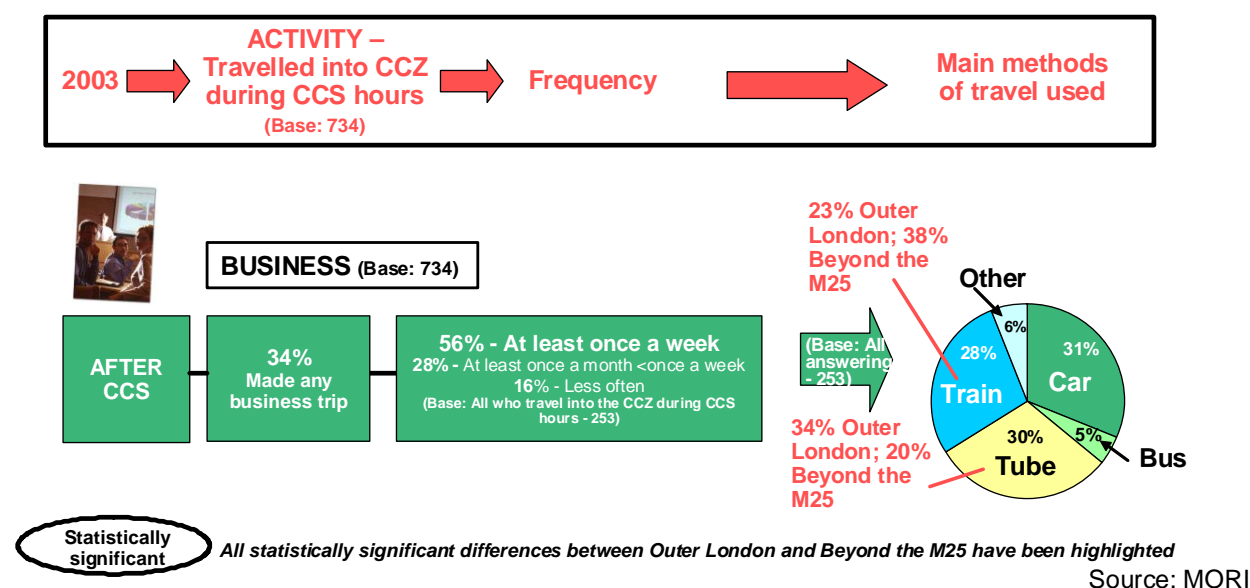 2003
ACTIVITY –
Travelled into CCZ
during CCS hours
(Base: 734)
Frequency
Main methods
of travel used
BUSINESS (Base: 734)
AFTER
CCS
34%
Made any
business trip
56% - At least once a week
28% - At least once a month <once a week
16% - Less often
(Base: All who travel into the CCZ during CCS
hours - 253)
(Base: All
answering
- 253)
23% Outer
London; 38%
Beyond the
M25
34% Outer
London; 20%
Beyond the
M25
Other
6%
31%
Car
28%
Train
30%
Tube
5%
Bus
Statistically
significant
All statistically significant differences between Outer London and Beyond the M25 have been highlighted
Source: MORI